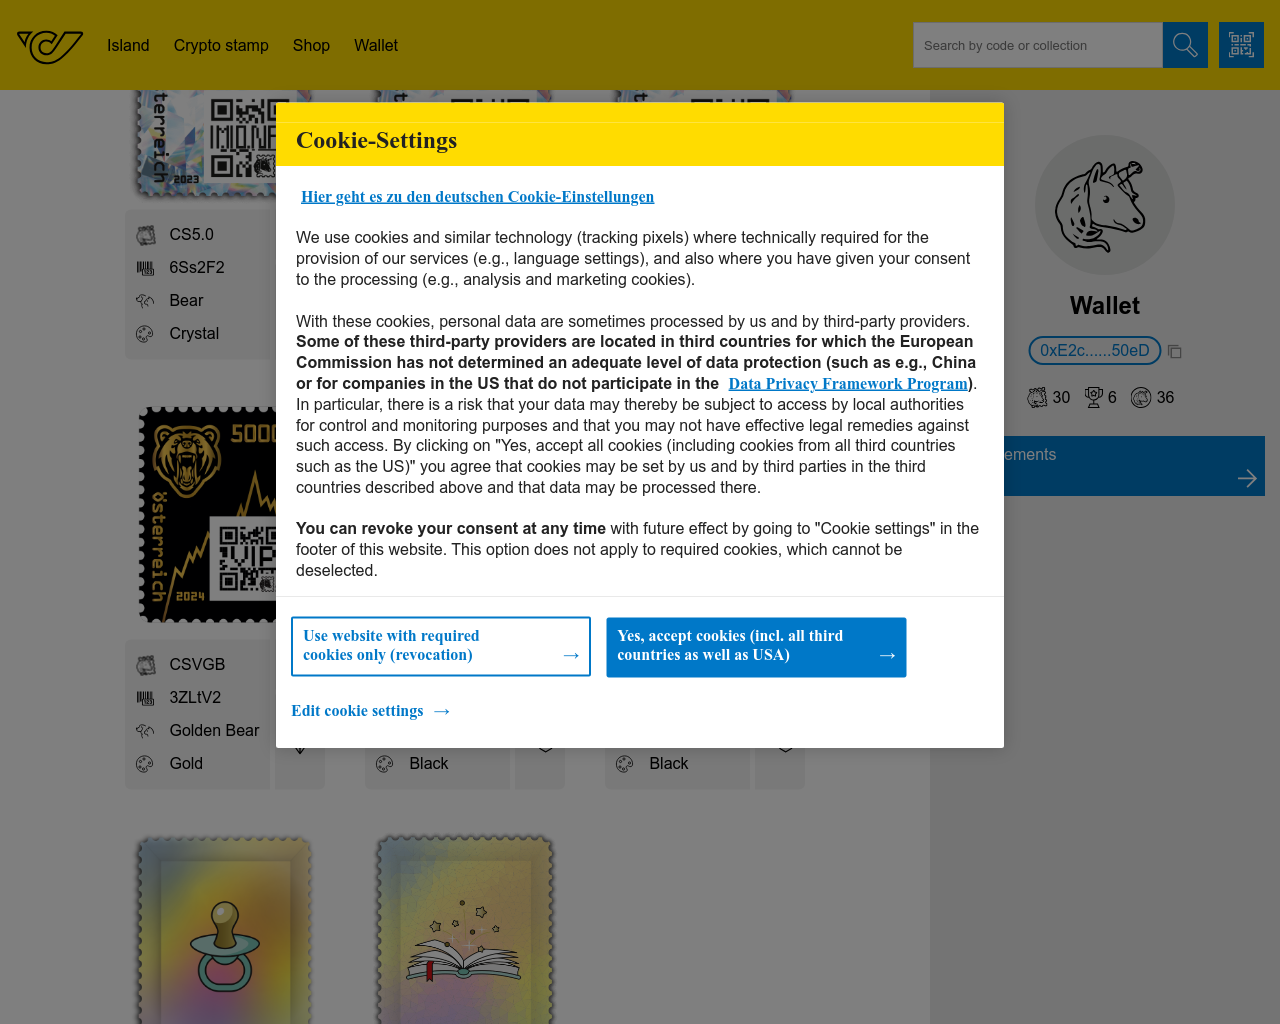 Island Crypto stamp Shop Wallet
Search by code or collection
österreich
2023
CS5.0
6Ss2F2
Bear
Crystal
Cookie-Settings
Hier geht es zu den deutschen Cookie-Einstellungen
We use cookies and similar technology (tracking pixels) where technically required for the
provision of our services (e.g., language settings), and also where you have given your consent
to the processing (e.g., analysis and marketing cookies).
With these cookies, personal data are sometimes processed by us and by third-party providers.
Some of these third-party providers are located in third countries for which the European
Commission has not determined an adequate level of data protection (such as e.g., China
or for companies in the US that do not participate in the Data Privacy Framework Program).
In particular, there is a risk that your data may thereby be subject to access by local authorities
for control and monitoring purposes and that you may not have effective legal remedies against
such access. By clicking on "Yes, accept all cookies (including cookies from all third countries
such as the US)" you agree that cookies may be set by us and by third parties in the third
countries described above and that data may be processed there.
You can revoke your consent at any time with future effect by going to "Cookie settings" in the
footer of this website. This option does not apply to required cookies, which cannot be
deselected.
Use website with required
cookies only (revocation) →
Yes, accept cookies (incl. all third
countries as well as USA) →
Edit cookie settings →
Wallet
0xE2c......50eD
30 6 36
ements
österreich
2024
CSVGB
3ZLtV2
Golden Bear
Gold
Black
Black